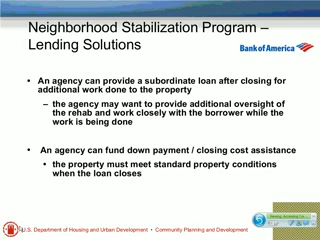 Neighborhood Stabilization Program –
Lending Solutions
Bank of America
• An agency can provide a subordinate loan after closing for
additional work done to the property
– the agency may want to provide additional oversight of
the rehab and work closely with the borrower while the
work is being done
• An agency can fund down payment / closing cost assistance
• the property must meet standard property conditions
when the loan closes
U.S. Department of Housing and Urban Development • Community Planning and Development